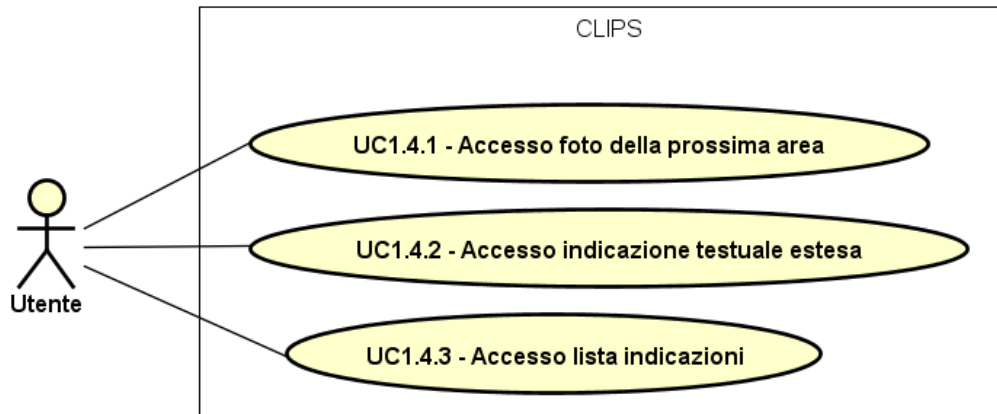 CLIPS
UC1.4.1 - Accesso foto della prossima area
UC1.4.2 - Accesso indicazione testuale estesa
Utente
UC1.4.3 - Accesso lista indicazioni